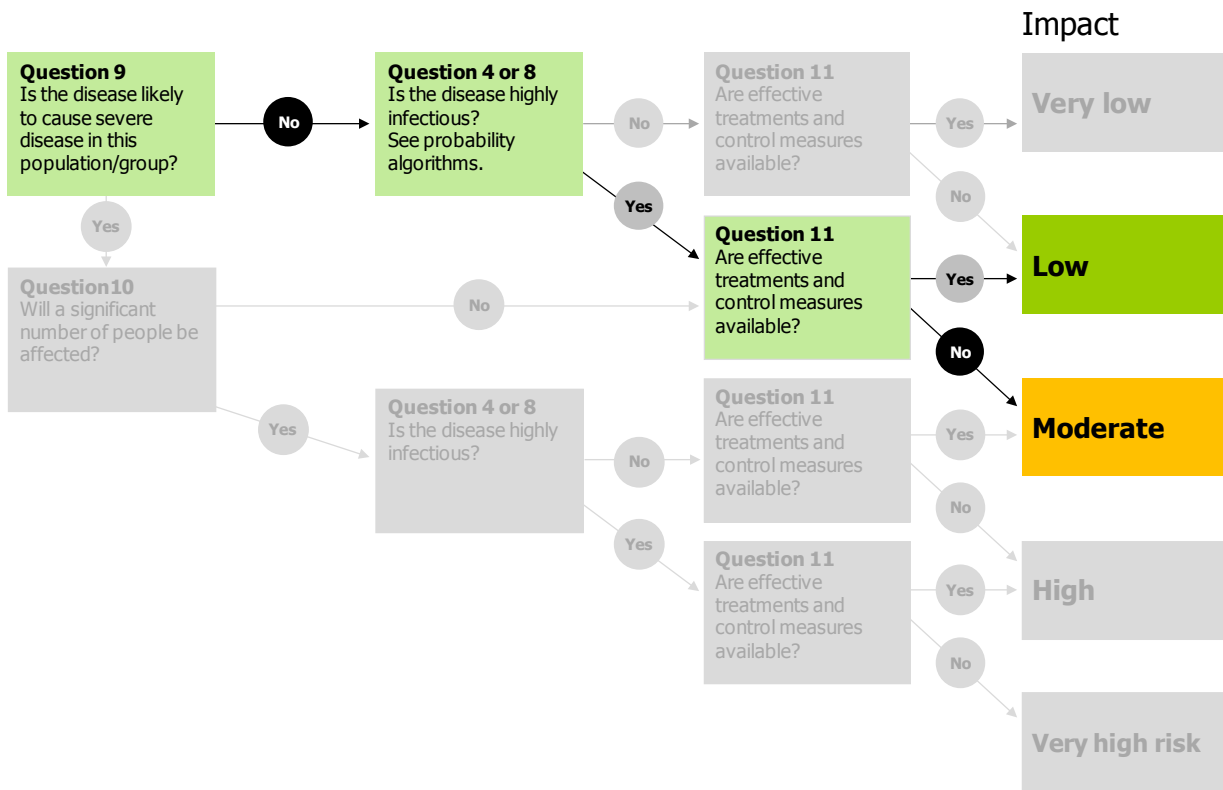 Impact
Question 9
Is the disease likely
to cause severe
disease in this
population/group?
No
Question 4 or 8
Is the disease highly
infectious?
See probability
algorithms.
No
Question 11
Are effective
treatments and
control measures
available?
Yes
Very low
No
Yes
Yes
Question 11
Are effective
treatments and
control measures
available?
Yes
Low
No
Question10
Will a significant
number of people be
affected?
No
Yes
Question 4 or 8
Is the disease highly
infectious?
No
Question 11
Are effective
treatments and
control measures
available?
Yes
Moderate
No
Yes
Question 11
Are effective
treatments and
control measures
available?
Yes
High
No
Very high risk